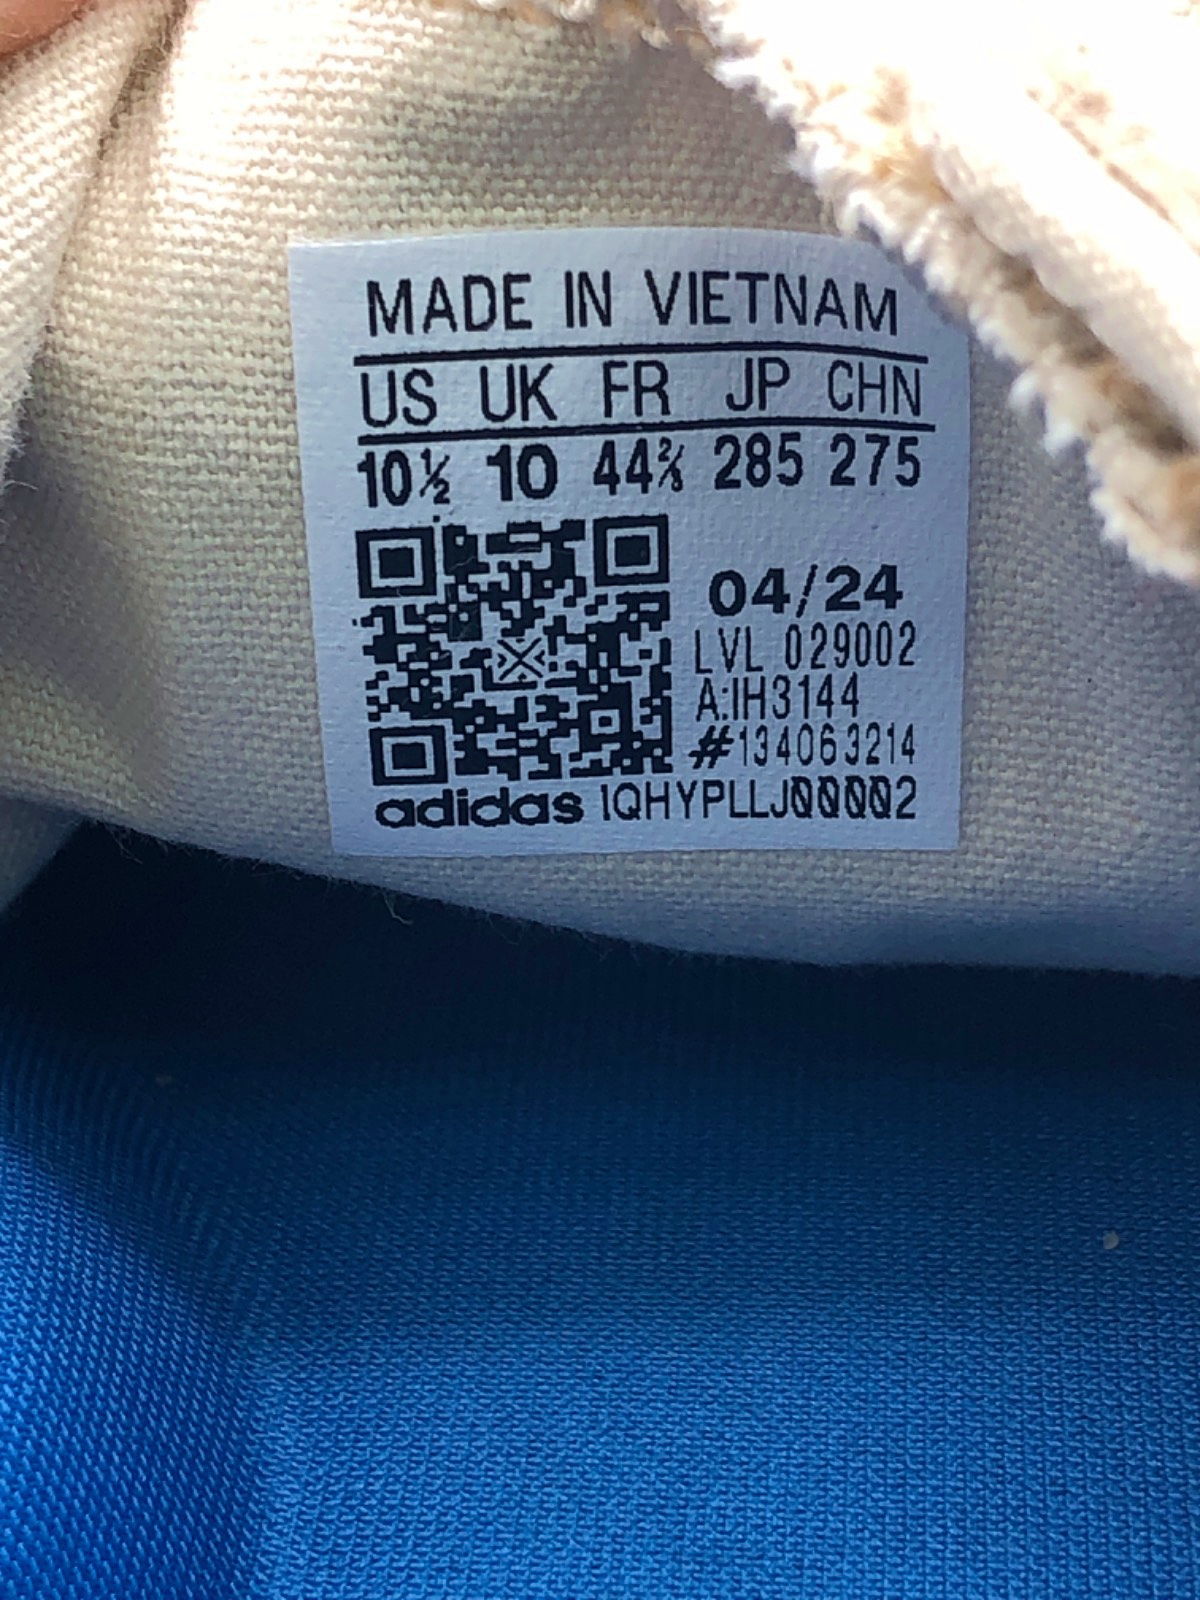 MADE IN VIETNAM
US UK FR JP CHN
10½ 10 44⅔ 285 275
04/24
LVL 029002
A:IH3144
#134063214
adidas 1QHYPLLJ00002